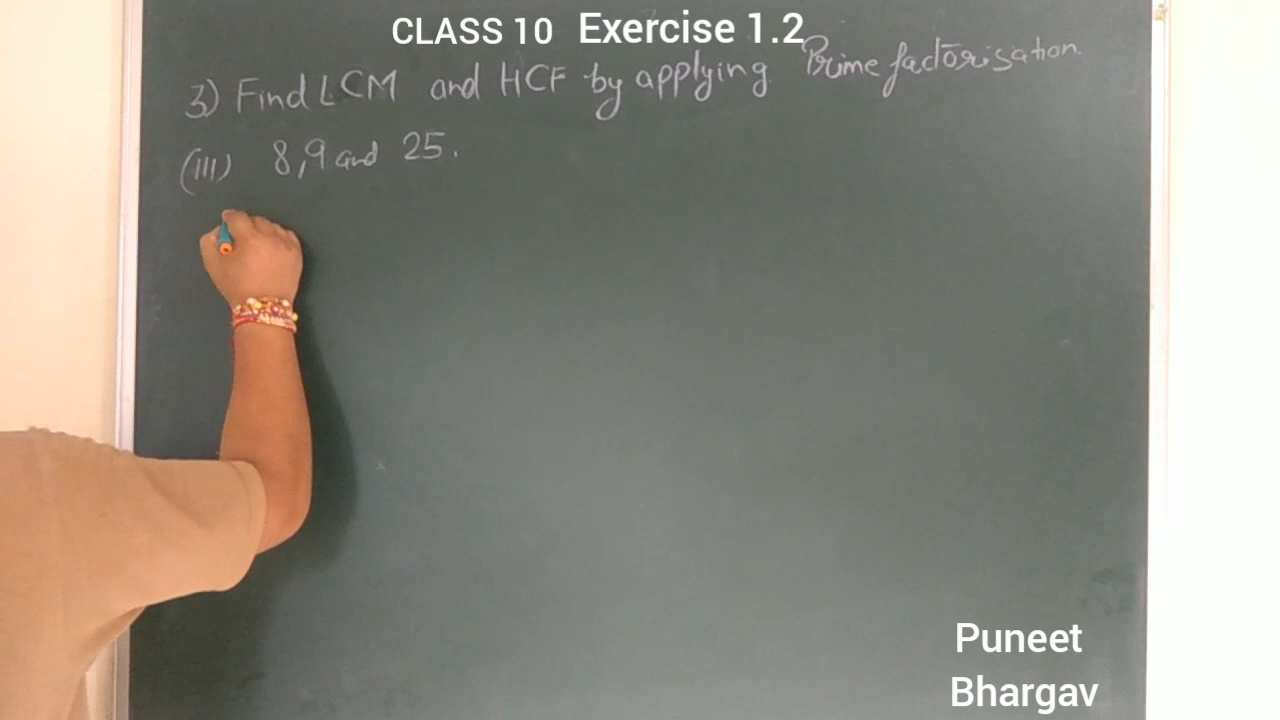 CLASS 10 Exercise 1.2
3) Find LCM and HCF by applying Prime factorisation.
(iii) 8,9 and 25.
Puneet
Bhargav